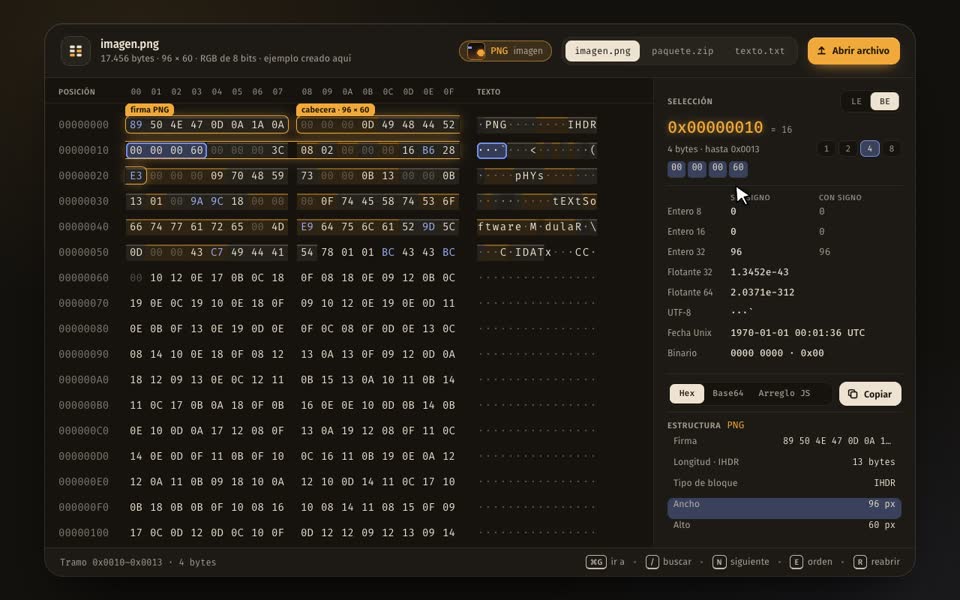 imagen.png
17.456 bytes · 96 × 60 · RGB de 8 bits · ejemplo creado aquí
PNG imagen
imagen.png paquete.zip texto.txt
Abrir archivo
POSICIÓN 00 01 02 03 04 05 06 07 08 09 0A 0B 0C 0D 0E 0F TEXTO
firma PNG cabecera · 96 × 60
00000000 89 50 4E 47 0D 0A 1A 0A 00 00 00 0D 49 48 44 52 ·PNG········IHDR
00000010 00 00 00 60 00 00 00 3C 08 02 00 00 00 16 B6 28 ···`···<·······(
00000020 E3 00 00 00 09 70 48 59 73 00 00 0B 13 00 00 0B ·····pHYs·······
00000030 13 01 00 9A 9C 18 00 00 00 0F 74 45 58 74 53 6F ··········tEXtSo
00000040 66 74 77 61 72 65 00 4D E9 64 75 6C 61 52 9D 5C ftware·M·dulaR·\
00000050 0D 00 00 43 C7 49 44 41 54 78 01 01 BC 43 43 BC ···C·IDATx···CC·
00000060 00 10 12 0E 17 0B 0C 17 0F 08 18 0E 09 12 0B 0F ················
00000070 19 0E 0C 19 10 0E 18 0F 09 10 12 0E 19 0E 0D 11 ················
00000080 0E 0B 0F 13 0E 19 0D 0E 0F 0C 08 0F 0D 0E 13 0C ················
00000090 08 14 10 0E 18 0F 08 12 13 0A 13 0F 09 12 0D 0A ················
000000A0 18 12 09 13 0E 0C 12 11 0B 15 13 0A 10 11 0B 14 ················
000000B0 11 0C 17 0B 0A 18 0F 0B 16 0E 0E 10 0D 0B 14 0B ················
000000C0 0E 10 0D 0A 17 12 08 0F 13 0A 19 12 08 0F 11 0C ················
000000D0 14 0E 0D 0F 11 0B 0F 10 0C 16 11 0B 19 0E 0A 12 ················
000000E0 12 0A 11 0B 09 18 10 0A 12 10 0D 14 11 0C 17 10 ················
000000F0 0B 18 0B 0B 0F 10 08 16 10 08 14 11 08 15 0F 09 ················
00000100 17 0C 0D 12 0D 0C 10 0F 0D 12 12 09 12 13 09 14 ················
SELECCIÓN LE BE
0x00000010 = 16
4 bytes · hasta 0x0013 1 2 4 8
00 00 00 60
SIGNO CON SIGNO
Entero 8 0 0
Entero 16 0 0
Entero 32 96 96
Flotante 32 1.3452e-43
Flotante 64 2.0371e-312
UTF-8 ···`
Fecha Unix 1970-01-01 00:01:36 UTC
Binario 0000 0000 · 0x00
Hex Base64 Arreglo JS Copiar
ESTRUCTURA PNG
Firma 89 50 4E 47 0D 0A 1…
Longitud · IHDR 13 bytes
Tipo de bloque IHDR
Ancho 96 px
Alto 60 px
Tramo 0x0010–0x0013 · 4 bytes
⌘G ir a · / buscar · N siguiente · E orden · R reabrir